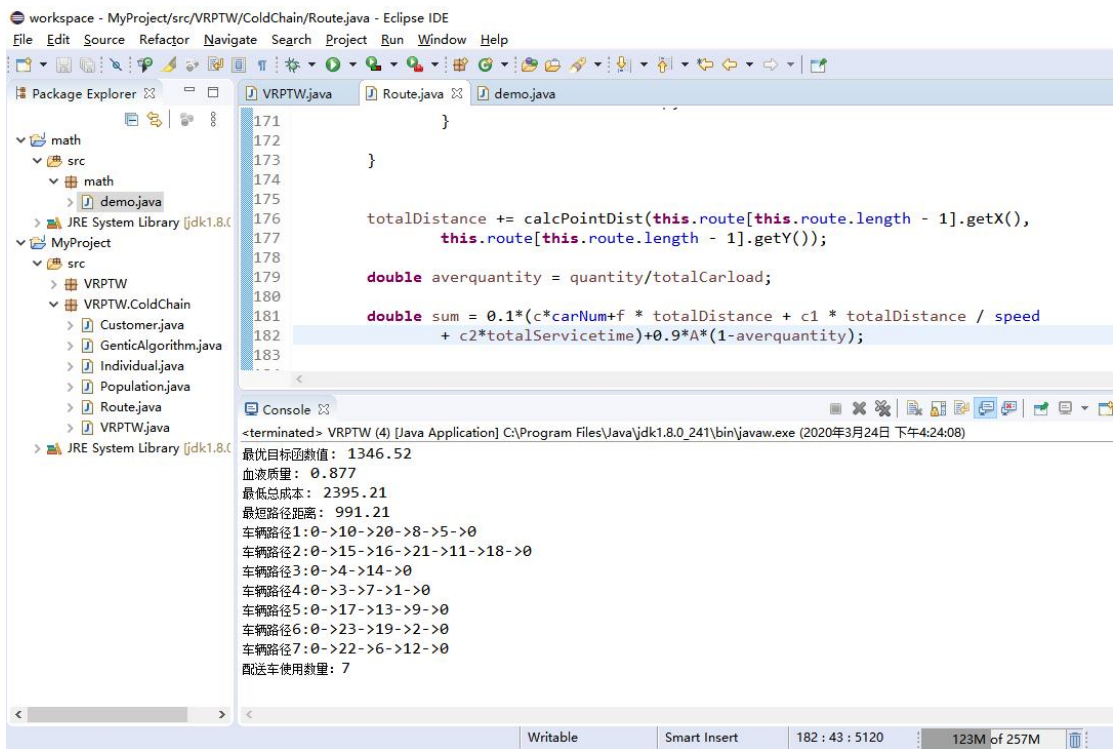 workspace - MyProject/src/VRPTW/ColdChain/Route.java - Eclipse IDE
File Edit Source Refactor Navigate Search Project Run Window Help
Package Explorer
VRPTW.java Route.java demo.java
math
src
math
demo.java
JRE System Library [jdk1.8.0
MyProject
src
VRPTW
VRPTW.ColdChain
Customer.java
GenticAlgorithm.java
Individual.java
Population.java
Route.java
VRPTW.java
JRE System Library [jdk1.8.0
171 }
172
173 }
174
175
176 totalDistance += calcPointDist(this.route[this.route.length - 1].getX(),
177 this.route[this.route.length - 1].getY());
178
179 double averquantity = quantity/totalCarload;
180
181 double sum = 0.1*(c*carNum+f * totalDistance + c1 * totalDistance / speed
182 + c2*totalServicetime)+0.9*A*(1-averquantity);
183
Console
<terminated> VRPTW (4) [Java Application] C:\Program Files\Java\jdk1.8.0_241\bin\javaw.exe (2020年3月24日 下午4:24:08)
最优目标函数值: 1346.52
血液质量: 0.877
最低总成本: 2395.21
最短路径距离: 991.21
车辆路径1:0->10->20->8->5->0
车辆路径2:0->15->16->21->11->18->0
车辆路径3:0->4->14->0
车辆路径4:0->3->7->1->0
车辆路径5:0->17->13->9->0
车辆路径6:0->23->19->2->0
车辆路径7:0->22->6->12->0
配送车使用数量: 7
Writable Smart Insert 182 : 43 : 5120 123M of 257M